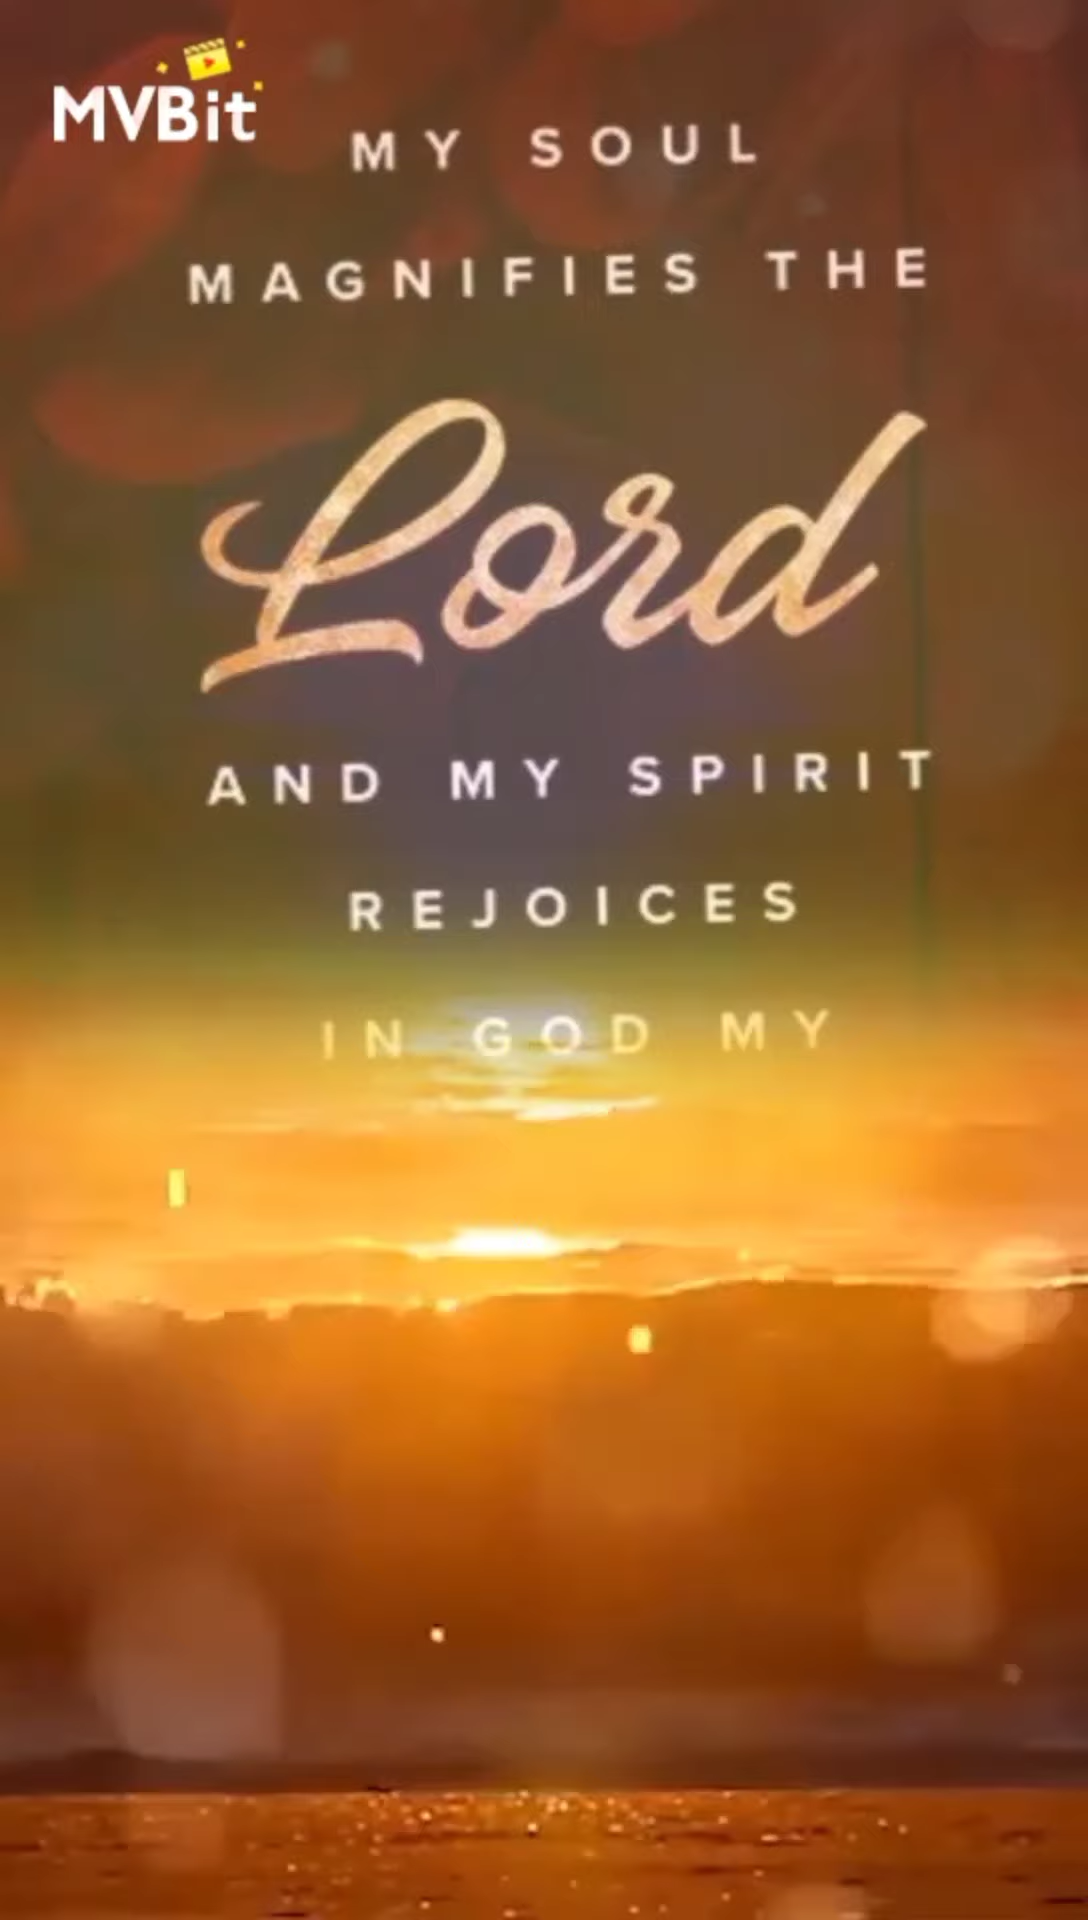 MVBit
MY SOUL
MAGNIFIES THE
Lord
AND MY SPIRIT
REJOICES
IN GOD MY